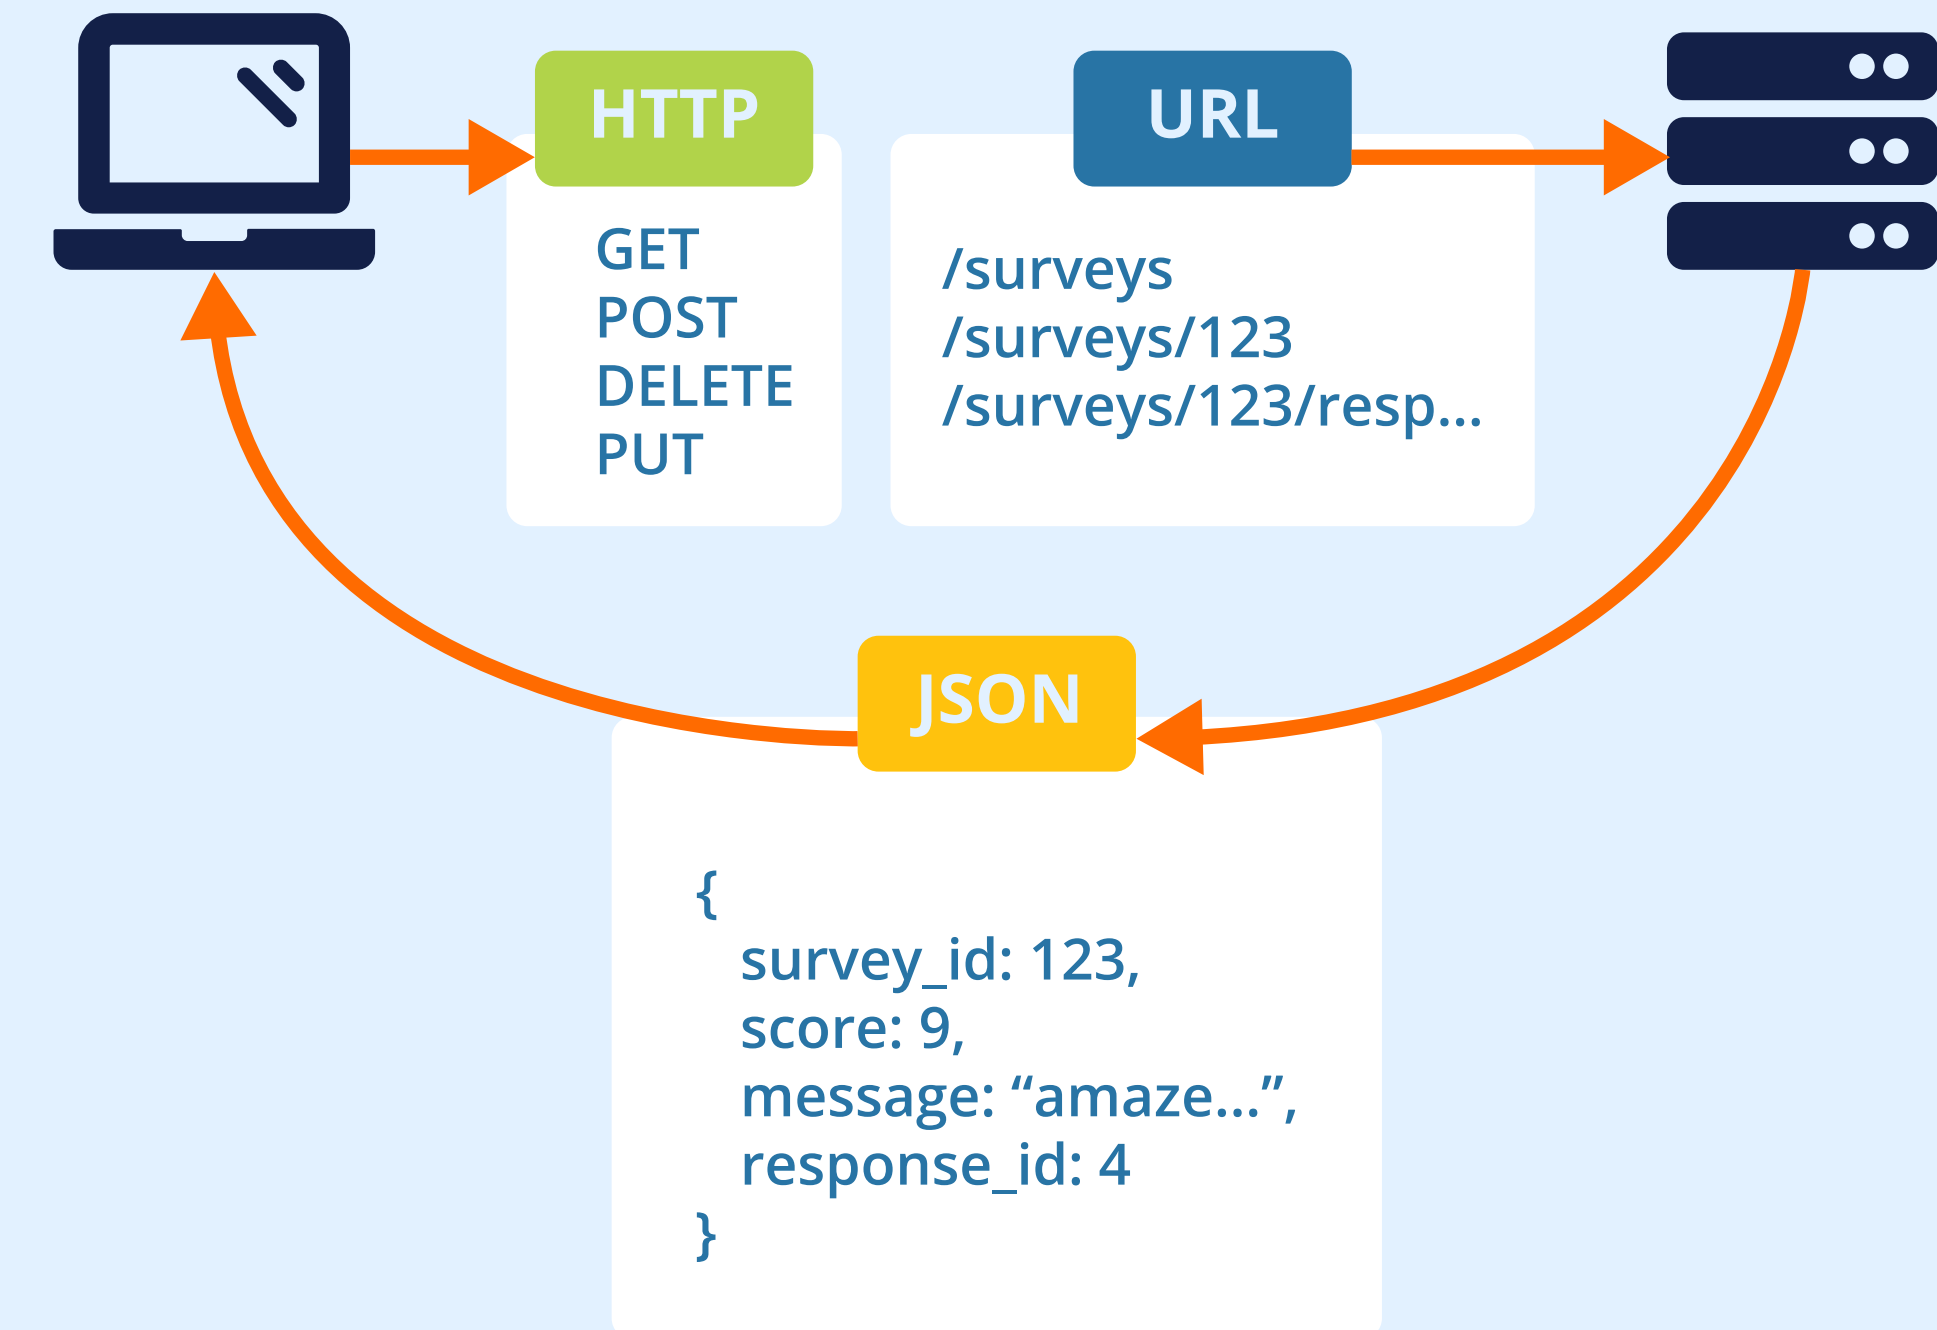 HTTP
GET
POST
DELETE
PUT
URL
/surveys
/surveys/123
/surveys/123/resp...
JSON
{
survey_id: 123,
score: 9,
message: “amaze...”,
response_id: 4
}